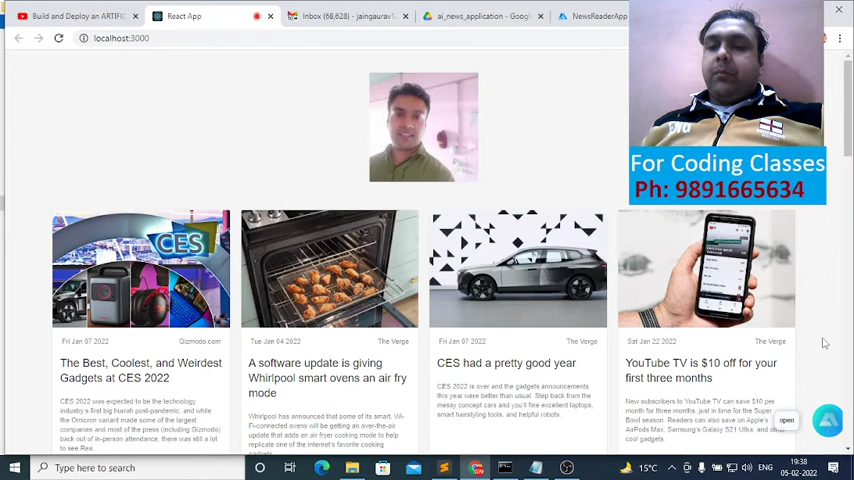 Build and Deploy an ARTIFIC
React App
Inbox (68,628) - jaingaurav1
ai_news_application - Google
NewsReaderApp
localhost:3000
For Coding Classes
Ph: 9891665634
CES
Fri Jan 07 2022 Gizmodo.com
The Best, Coolest, and Weirdest
Gadgets at CES 2022
CES 2022 was expected to be the technology
industry's first big hurrah post-pandemic, and while
the Omicron variant made some of the largest
companies and most of the press (including Gizmodo)
back out of in-person attendance, there was still a lot
to see Rea
Tue Jan 04 2022 The Verge
A software update is giving
Whirlpool smart ovens an air fry
mode
Whirlpool has announced that some of its smart, Wi-
Fi-connected ovens will be getting an over-the-air
update that adds an air fryer cooking mode to help
replicate one of the internet's favorite cooking
gadgets
Fri Jan 07 2022 The Verge
CES had a pretty good year
CES 2022 is over and the gadgets announcements
this year were better than usual. Step back from the
messy concept cars and you'll fine excellent laptops,
smart hairstyling tools, and helpful robots.
Sat Jan 22 2022 The Verge
YouTube TV is $10 off for your
first three months
New subscribers to YouTube TV can save $10 per
month for three months, just in time for the Super
Bowl season. Readers can also save on Apple's
AirPods Max, Samsung's Galaxy S21 Ultra, and other
cool gadgets.
open
Type here to search
15°C
ENG
19:38
05-02-2022